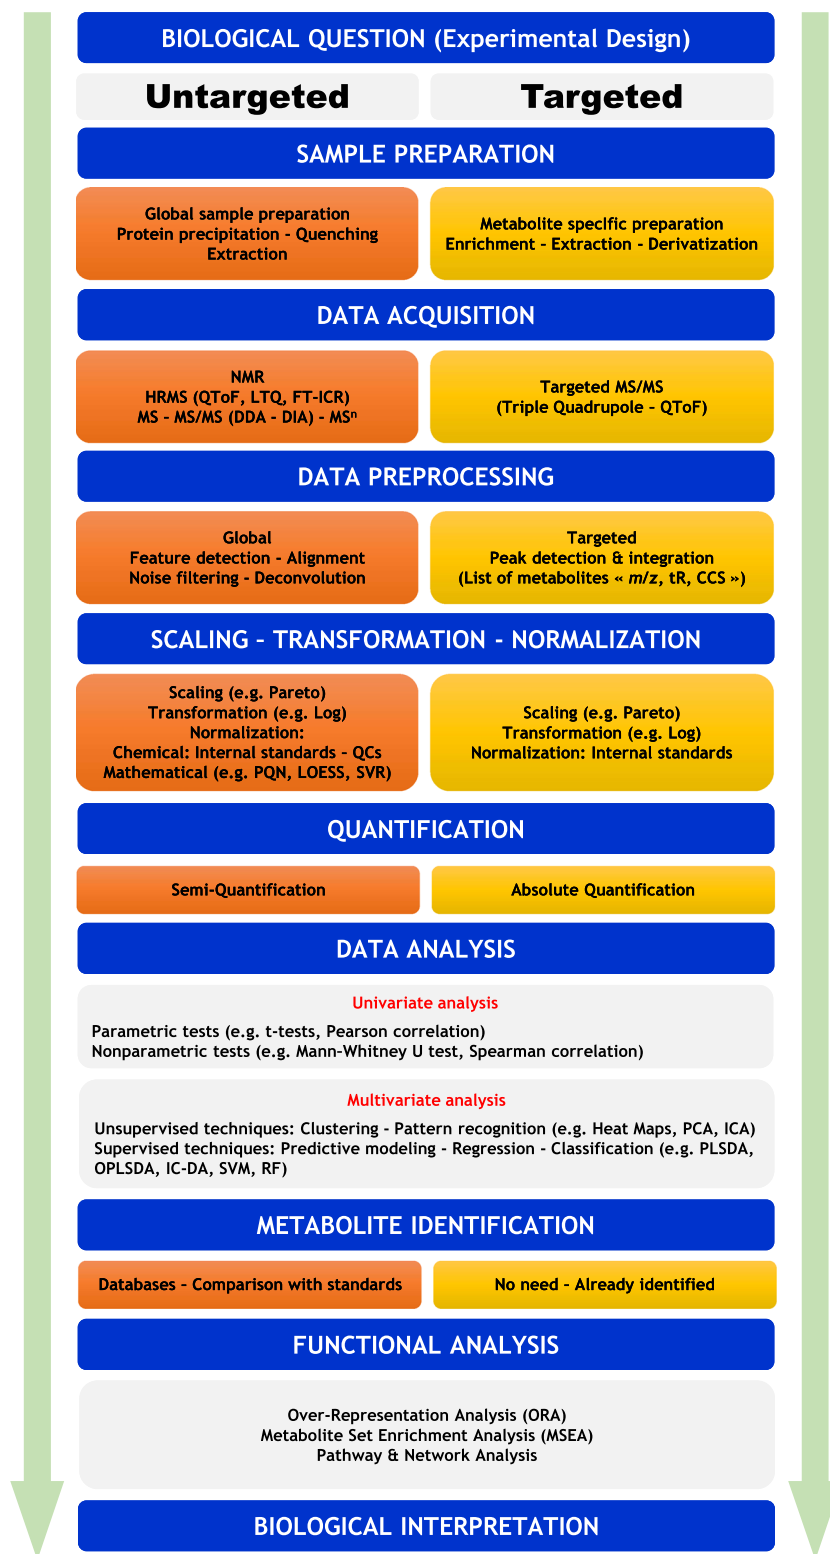 BIOLOGICAL QUESTION (Experimental Design)
Untargeted
Targeted
SAMPLE PREPARATION
Global sample preparation
Protein precipitation - Quenching
Extraction
Metabolite specific preparation
Enrichment - Extraction - Derivatization
DATA ACQUISITION
NMR
HRMS (QToF, LTQ, FT-ICR)
MS - MS/MS (DDA - DIA) - MSⁿ
Targeted MS/MS
(Triple Quadrupole - QToF)
DATA PREPROCESSING
Global
Feature detection - Alignment
Noise filtering - Deconvolution
Targeted
Peak detection & integration
(List of metabolites « m/z, tR, CCS »)
SCALING – TRANSFORMATION - NORMALIZATION
Scaling (e.g. Pareto)
Transformation (e.g. Log)
Normalization:
Chemical: Internal standards – QCs
Mathematical (e.g. PQN, LOESS, SVR)
Scaling (e.g. Pareto)
Transformation (e.g. Log)
Normalization: Internal standards
QUANTIFICATION
Semi-Quantification
Absolute Quantification
DATA ANALYSIS
Univariate analysis
Parametric tests (e.g. t-tests, Pearson correlation)
Nonparametric tests (e.g. Mann-Whitney U test, Spearman correlation)
Multivariate analysis
Unsupervised techniques: Clustering - Pattern recognition (e.g. Heat Maps, PCA, ICA)
Supervised techniques: Predictive modeling - Regression - Classification (e.g. PLSDA,
OPLSDA, IC-DA, SVM, RF)
METABOLITE IDENTIFICATION
Databases – Comparison with standards
No need – Already identified
FUNCTIONAL ANALYSIS
Over-Representation Analysis (ORA)
Metabolite Set Enrichment Analysis (MSEA)
Pathway & Network Analysis
BIOLOGICAL INTERPRETATION